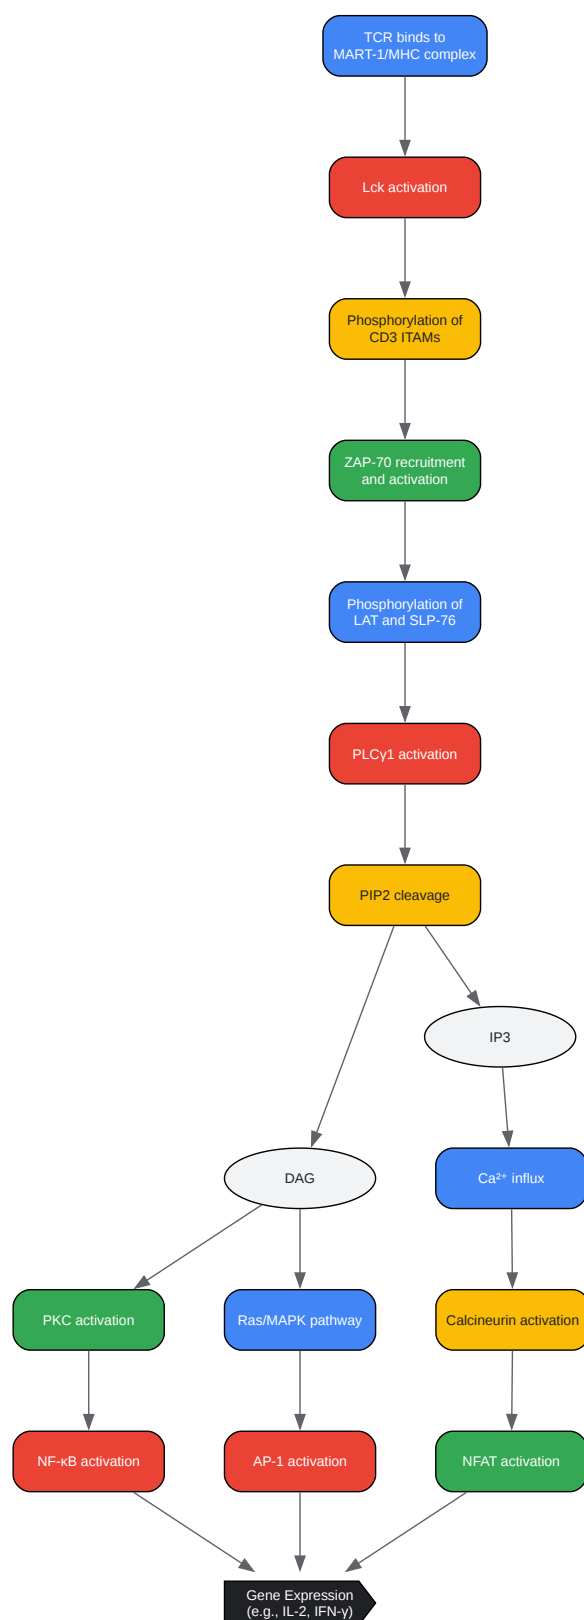 TCR binds to
MART-1/MHC complex
Lck activation
Phosphorylation of
CD3 ITAMs
ZAP-70 recruitment
and activation
Phosphorylation of
LAT and SLP-76
PLCγ1 activation
PIP2 cleavage
IP3
DAG
Ca²⁺ influx
PKC activation
Ras/MAPK pathway
Calcineurin activation
NF-κB activation
AP-1 activation
NFAT activation
Gene Expression
(e.g., IL-2, IFN-γ)